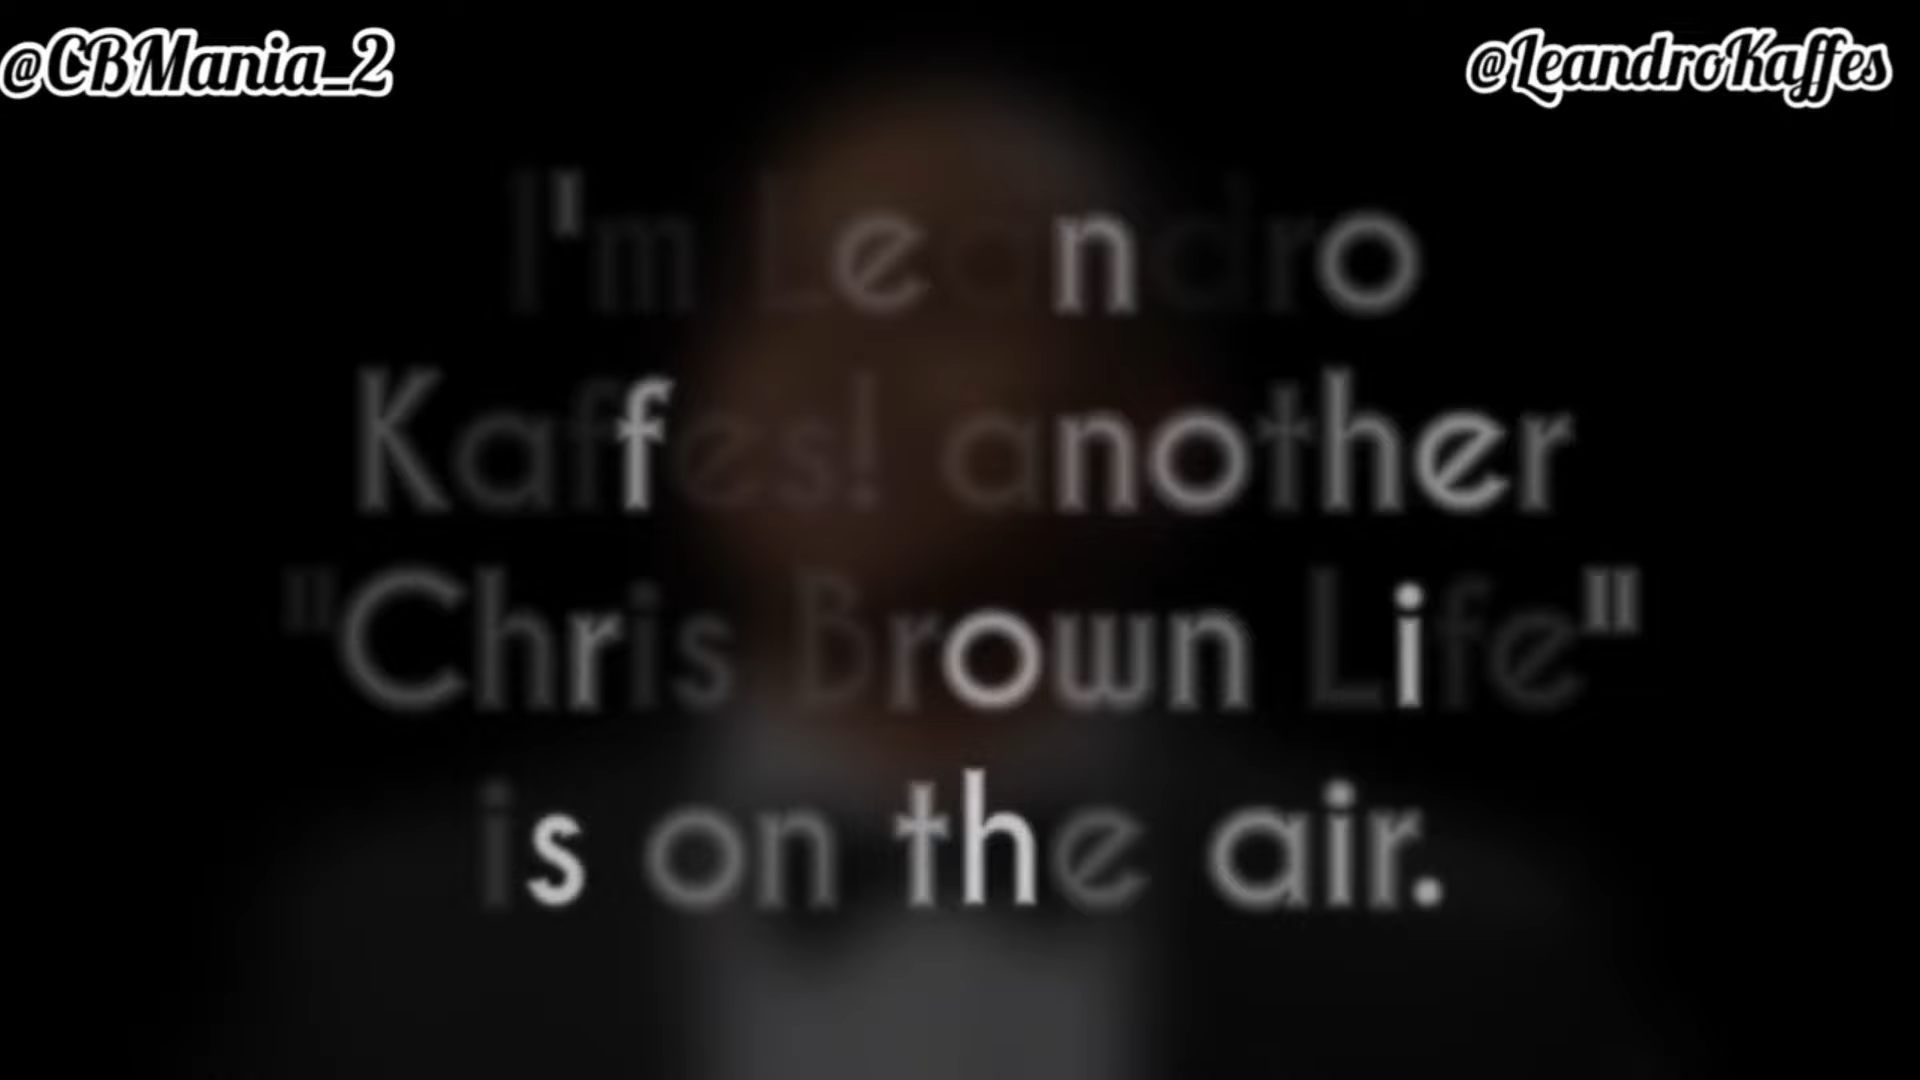 @CBMania_2
@LeandroKaffes
I'm Leandro
Kaffes! another
"Chris Brown Life"
is on the air.